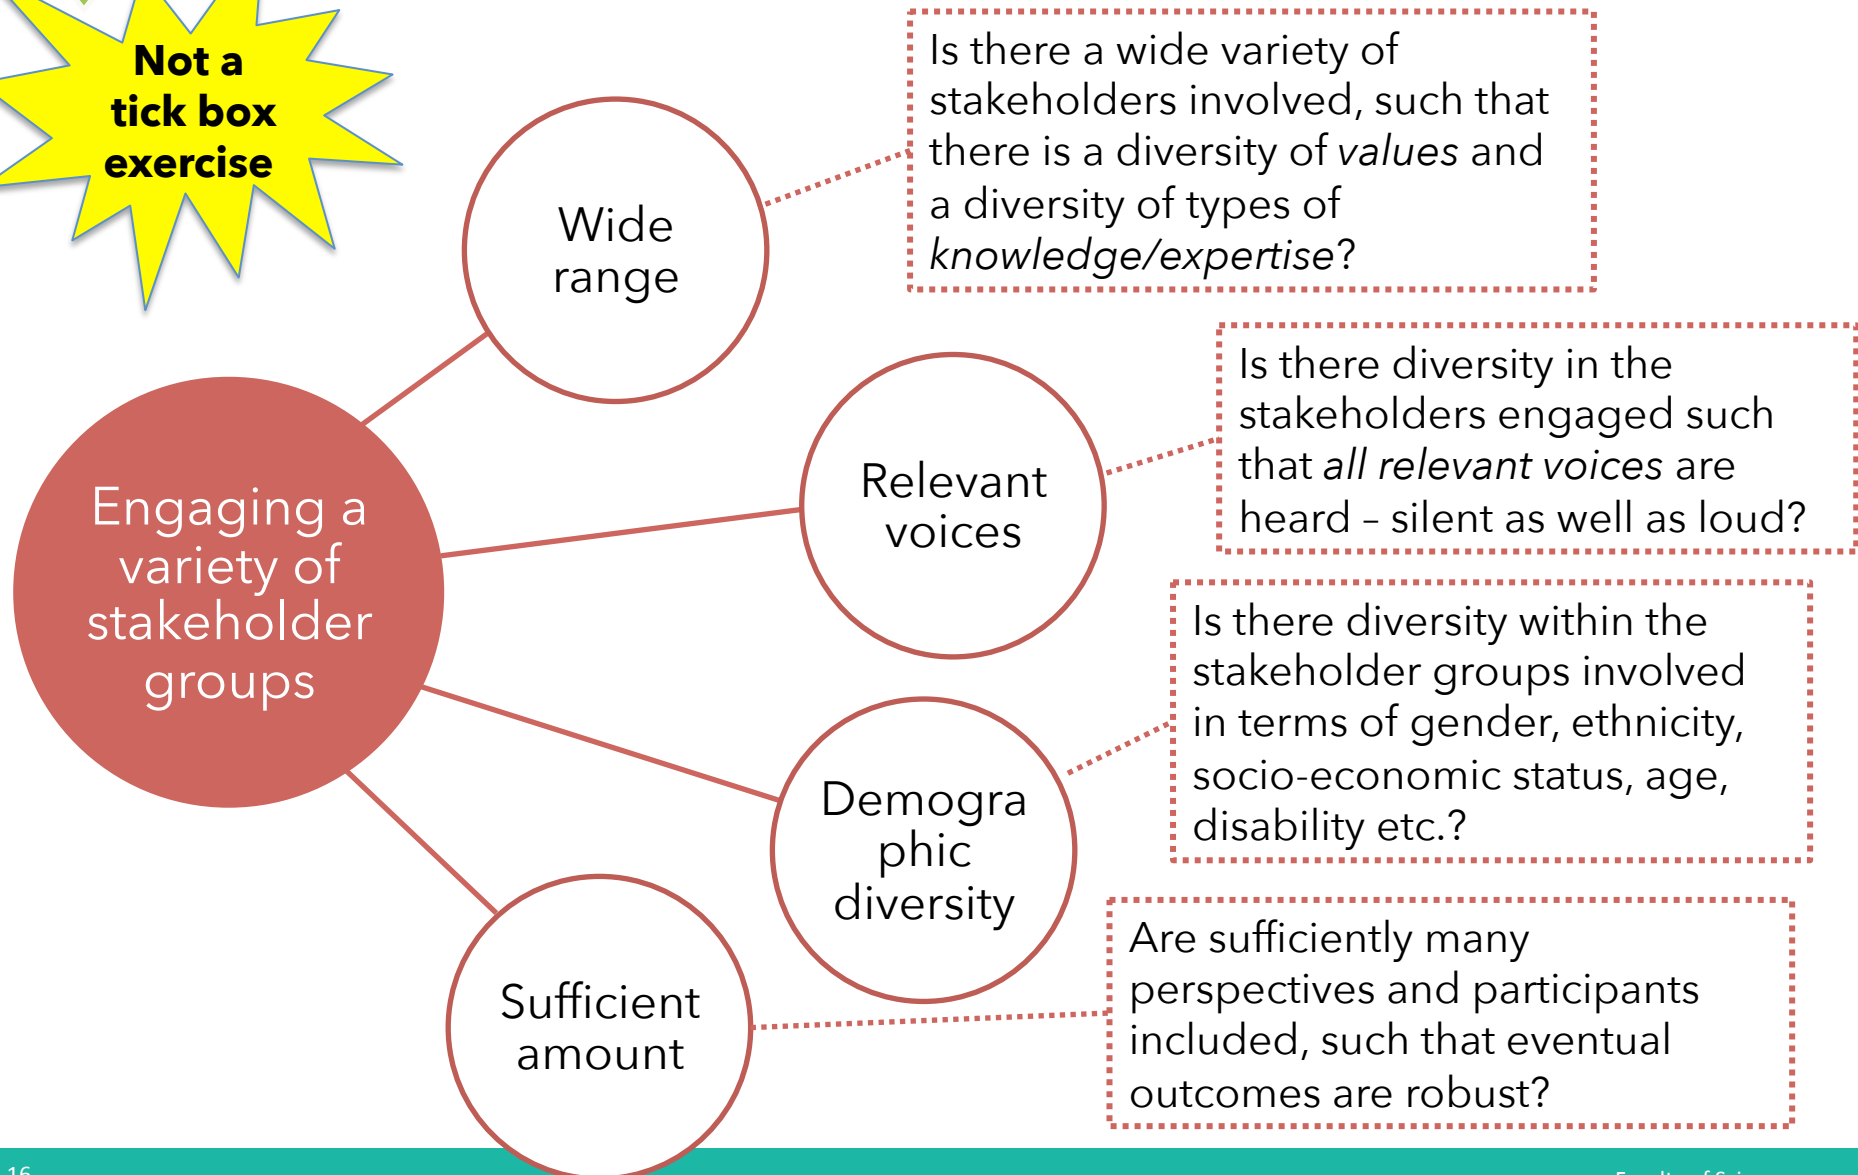 Not a
tick box
exercise
Wide
range
Is there a wide variety of
stakeholders involved, such that
there is a diversity of values and
a diversity of types of
knowledge/expertise?
Engaging a
variety of
stakeholder
groups
Relevant
voices
Is there diversity in the
stakeholders engaged such
that all relevant voices are
heard – silent as well as loud?
Demogra
phic
diversity
Is there diversity within the
stakeholder groups involved
in terms of gender, ethnicity,
socio-economic status, age,
disability etc.?
Sufficient
amount
Are sufficiently many
perspectives and participants
included, such that eventual
outcomes are robust?
16
Faculty of